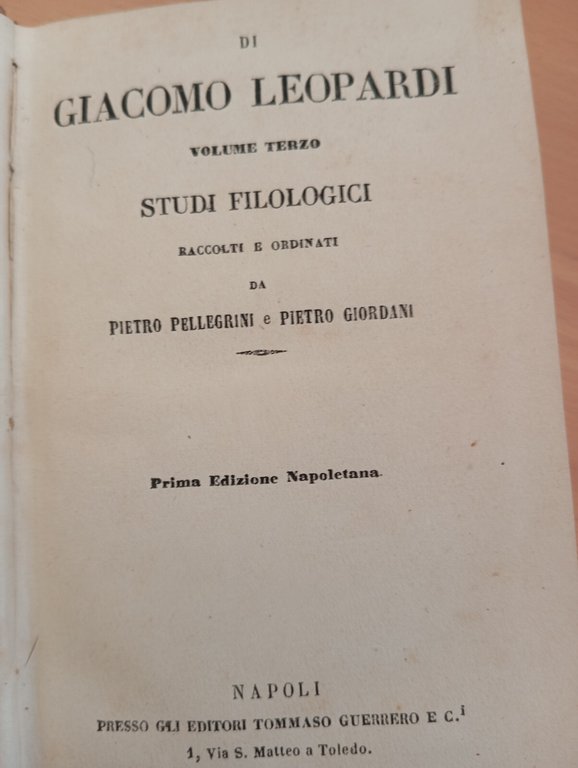 DI
GIACOMO LEOPARDI
VOLUME TERZO
STUDI FILOLOGICI
RACCOLTI E ORDINATI
DA
PIETRO PELLEGRINI e PIETRO GIORDANI
Prima Edizione Napoletana.
NAPOLI
PRESSO GLI EDITORI TOMMASO GUERRERO E C.i
1, Via S. Matteo a Toledo.